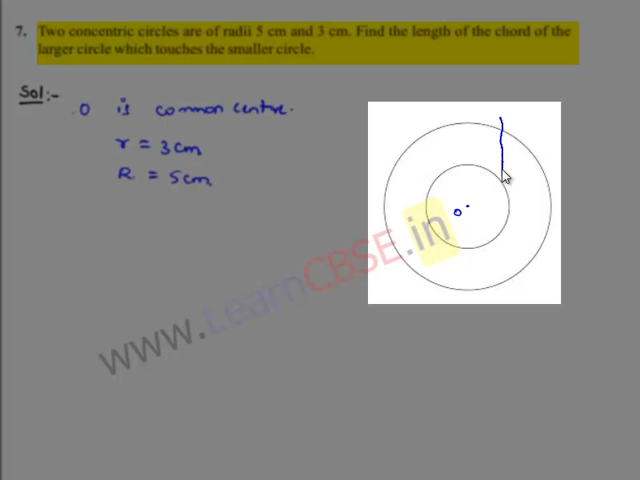 7. Two concentric circles are of radii 5 cm and 3 cm. Find the length of the chord of the
larger circle which touches the smaller circle.
Sol:-
O is common centre.
r = 3cm
R = 5cm
O
www.LearnCBSE.in